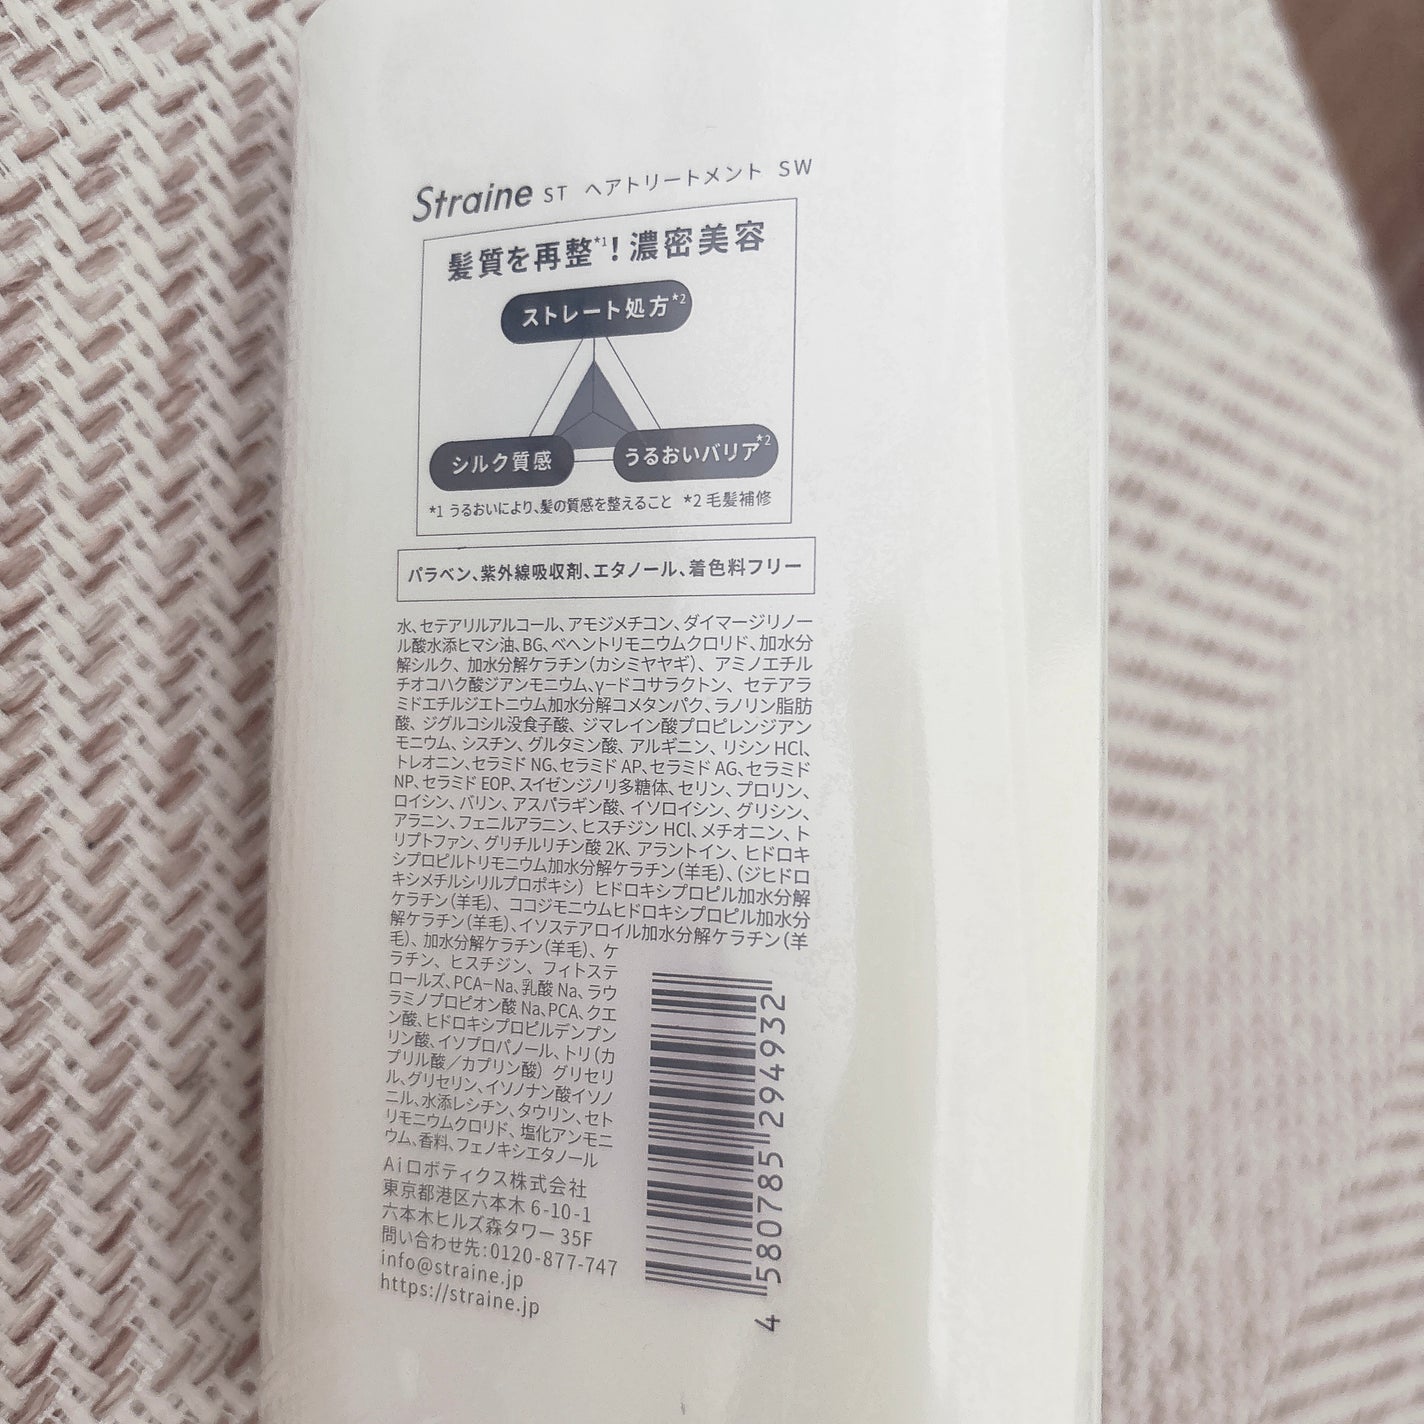 Straine ST ヘアトリートメント SW
髪質を再整*1！濃密美容
ストレート処方*2
シルク質感
うるおいバリア*2
*1 うるおいにより、髪の質感を整えること *2 毛髪補修
パラベン、紫外線吸収剤、エタノール、着色料フリー
水、セテアリルアルコール、アモジメチコン、ダイマージリノー
ル酸水添ヒマシ油、BG、ベヘントリモニウムクロリド、加水分
解シルク、加水分解ケラチン（カシミヤヤギ）、アミノエチル
チオコハク酸ジアンモニウム、γードコサラクトン、セテアラ
ミドエチルジエトニウム加水分解コメタンパク、ラノリン脂肪
酸、ジグルコシル没食子酸、ジマレイン酸プロピレンジアン
モニウム、シスチン、グルタミン酸、アルギニン、リシン HCl、
トレオニン、セラミド NG、セラミド AP、セラミド AG、セラミド
NP、セラミド EOP、スイゼンジノリ多糖体、セリン、プロリン、
ロイシン、バリン、アスパラギン酸、イソロイシン、グリシン、
アラニン、フェニルアラニン、ヒスチジン HCl、メチオニン、ト
リプトファン、グリチルリチン酸 2K、アラントイン、ヒドロキ
シプロピルトリモニウム加水分解ケラチン（羊毛）、（ジヒドロ
キシメチルシリルプロポキシ）ヒドロキシプロピル加水分解
ケラチン（羊毛）、ココジモニウムヒドロキシプロピル加水分
解ケラチン（羊毛）、イソステアロイル加水分解ケラチン（羊
毛）、加水分解ケラチン（羊毛）、ケ
ラチン、ヒスチジン、フィトステ
ロールズ、PCA－Na、乳酸 Na、ラウ
ラミノプロピオン酸 Na、PCA、クエ
ン酸、ヒドロキシプロピルデンプン
リン酸、イソプロパノール、トリ（カ
プリル酸／カプリン酸）グリセリ
ル、グリセリン、イソノナン酸イソノ
ニル、水添レシチン、タウリン、セト
リモニウムクロリド、塩化アンモニ
ウム、香料、フェノキシエタノール
Aiロボティクス株式会社
東京都港区六本木 6-10-1
六本木ヒルズ森タワー 35F
問い合わせ先：0120-877-747
info@straine.jp
https://straine.jp
4 580785 294932